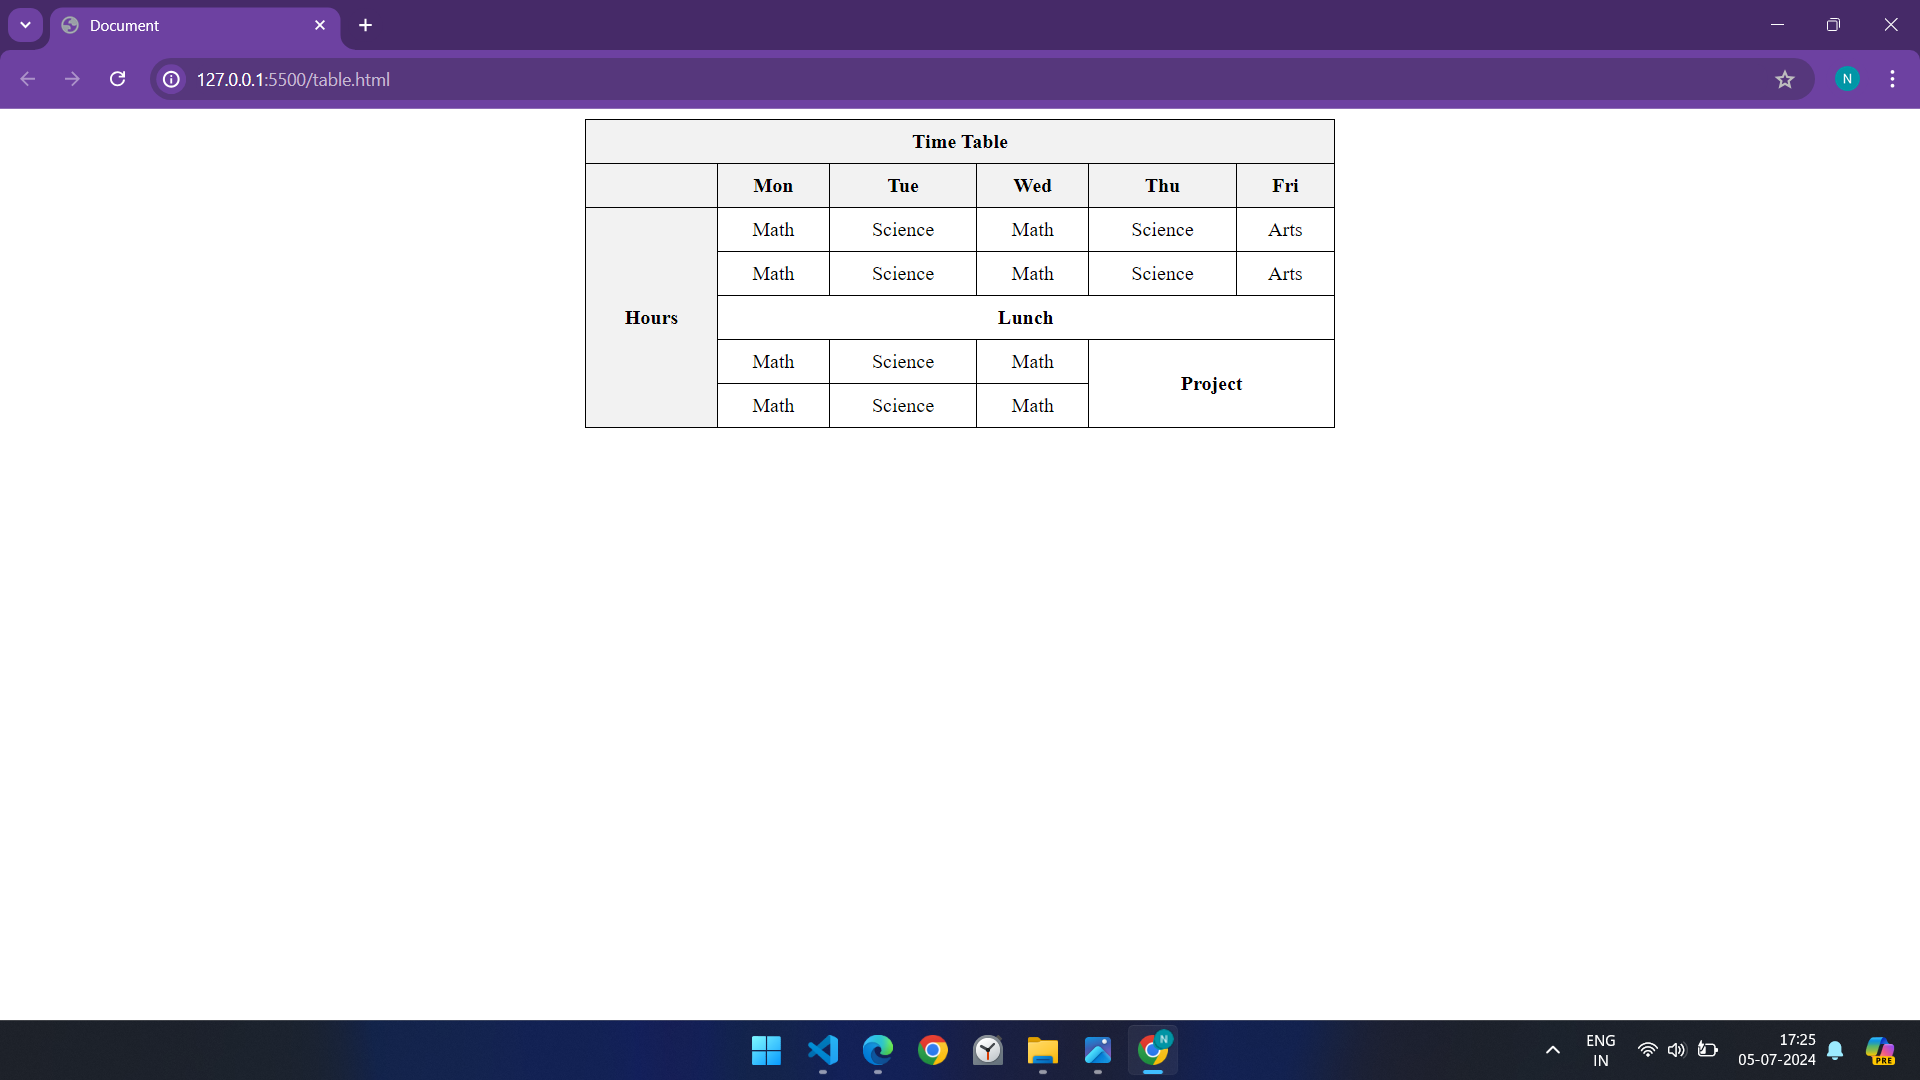 Document
127.0.0.1:5500/table.html
N
Time Table
Mon Tue Wed Thu Fri
Math Science Math Science Arts
Math Science Math Science Arts
Hours Lunch
Math Science Math
Project
Math Science Math
N
ENG
IN
17:25
05-07-2024
PRE